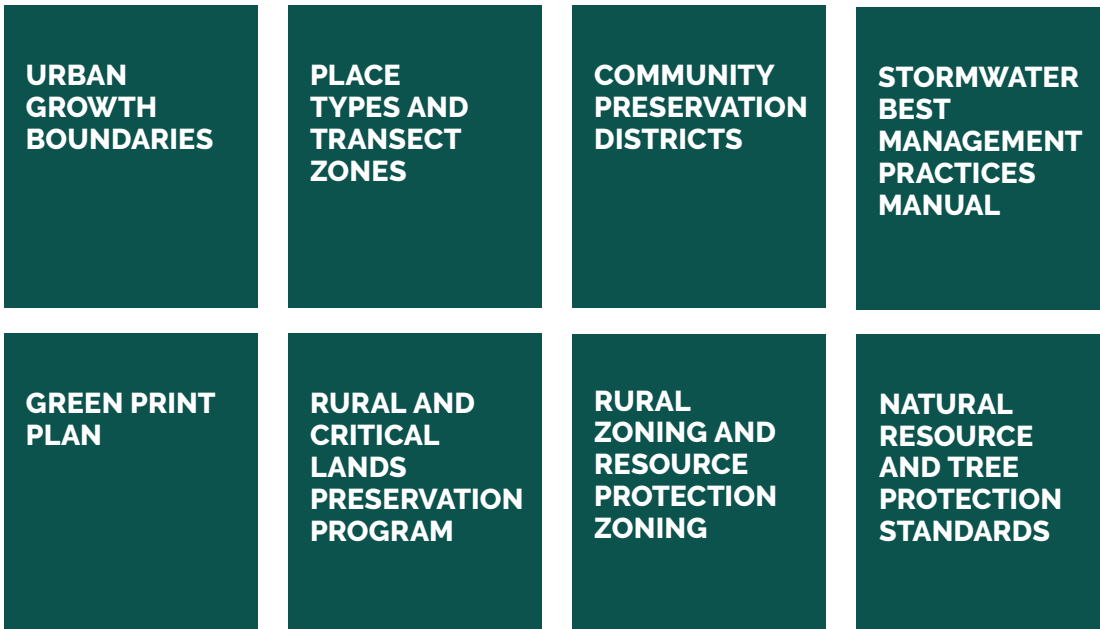 URBAN
GROWTH
BOUNDARIES
PLACE
TYPES AND
TRANSECT
ZONES
COMMUNITY
PRESERVATION
DISTRICTS
STORMWATER
BEST
MANAGEMENT
PRACTICES
MANUAL
GREEN PRINT
PLAN
RURAL AND
CRITICAL
LANDS
PRESERVATION
PROGRAM
RURAL
ZONING AND
RESOURCE
PROTECTION
ZONING
NATURAL
RESOURCE
AND TREE
PROTECTION
STANDARDS